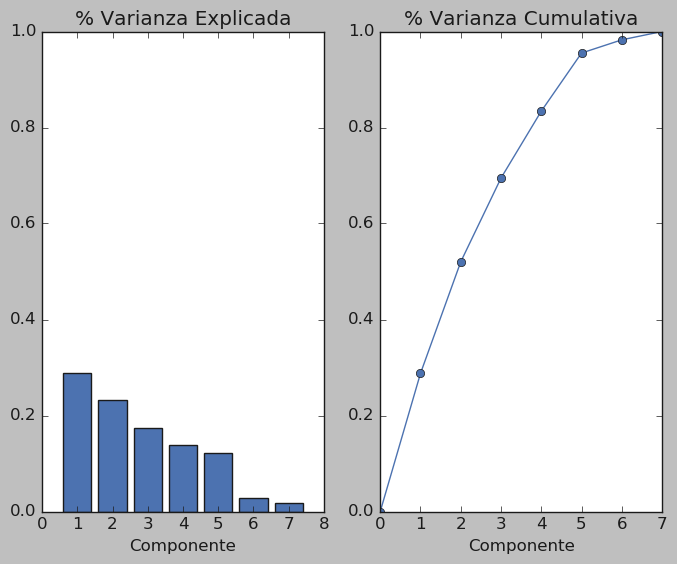 % Varianza Explicada
1.0
0.8
0.6
0.4
0.2
0.0
0 1 2 3 4 5 6 7 8
Componente
% Varianza Cumulativa
1.0
0.8
0.6
0.4
0.2
0.0
0 1 2 3 4 5 6 7
Componente